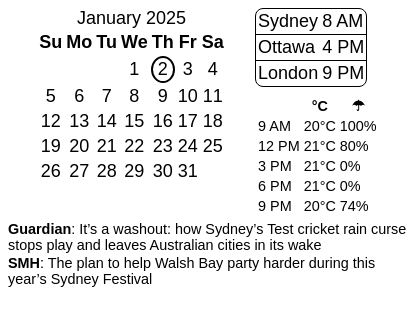 January 2025
Su Mo Tu We Th Fr Sa
1 2 3 4
5 6 7 8 9 10 11
12 13 14 15 16 17 18
19 20 21 22 23 24 25
26 27 28 29 30 31
Sydney 8 AM
Ottawa 4 PM
London 9 PM
°C ☂
9 AM 20°C 100%
12 PM 21°C 80%
3 PM 21°C 0%
6 PM 21°C 0%
9 PM 20°C 74%
Guardian: It’s a washout: how Sydney’s Test cricket rain curse
stops play and leaves Australian cities in its wake
SMH: The plan to help Walsh Bay party harder during this
year’s Sydney Festival